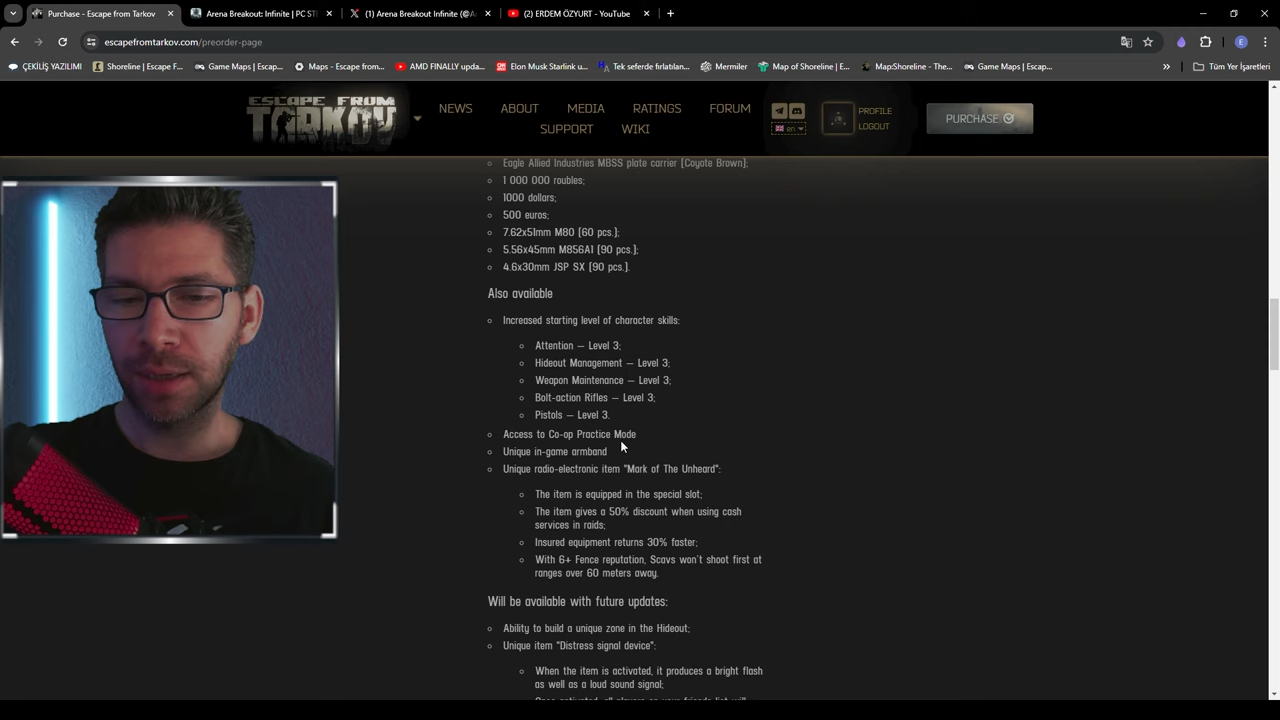 Purchase - Escape from Tarkov
Arena Breakout: Infinite | PC STE
(1) Arena Breakout Infinite (@A
(2) ERDEM ÖZYURT - YouTube
escapefromtarkov.com/preorder-page
ÇEKİLİŞ YAZILIMI
Shoreline | Escape F...
Game Maps | Escap...
Maps - Escape from...
AMD FINALLY upda...
Elon Musk Starlink u...
Tek seferde fırlatılan...
Mermiler
Map of Shoreline | E...
Map:Shoreline - The...
Game Maps | Escap...
Tüm Yer İşaretleri
ESCAPE FROM
TARKOV
NEWS ABOUT MEDIA RATINGS FORUM
SUPPORT WIKI
en
PROFILE
LOGOUT
PURCHASE
Eagle Allied Industries MBSS plate carrier (Coyote Brown);
1 000 000 roubles;
1000 dollars;
500 euros;
7.62x51mm M80 (60 pcs.);
5.56x45mm M856A1 (90 pcs.);
4.6x30mm JSP SX (90 pcs.).
Also available
Increased starting level of character skills:
Attention – Level 3;
Hideout Management – Level 3;
Weapon Maintenance – Level 3;
Bolt-action Rifles – Level 3;
Pistols – Level 3.
Access to Co-op Practice Mode
Unique in-game armband
Unique radio-electronic item "Mark of The Unheard":
The item is equipped in the special slot;
The item gives a 50% discount when using cash
services in raids;
Insured equipment returns 30% faster;
With 6+ Fence reputation, Scavs won't shoot first at
ranges over 60 meters away.
Will be available with future updates:
Ability to build a unique zone in the Hideout;
Unique item "Distress signal device":
When the item is activated, it produces a bright flash
as well as a loud sound signal;